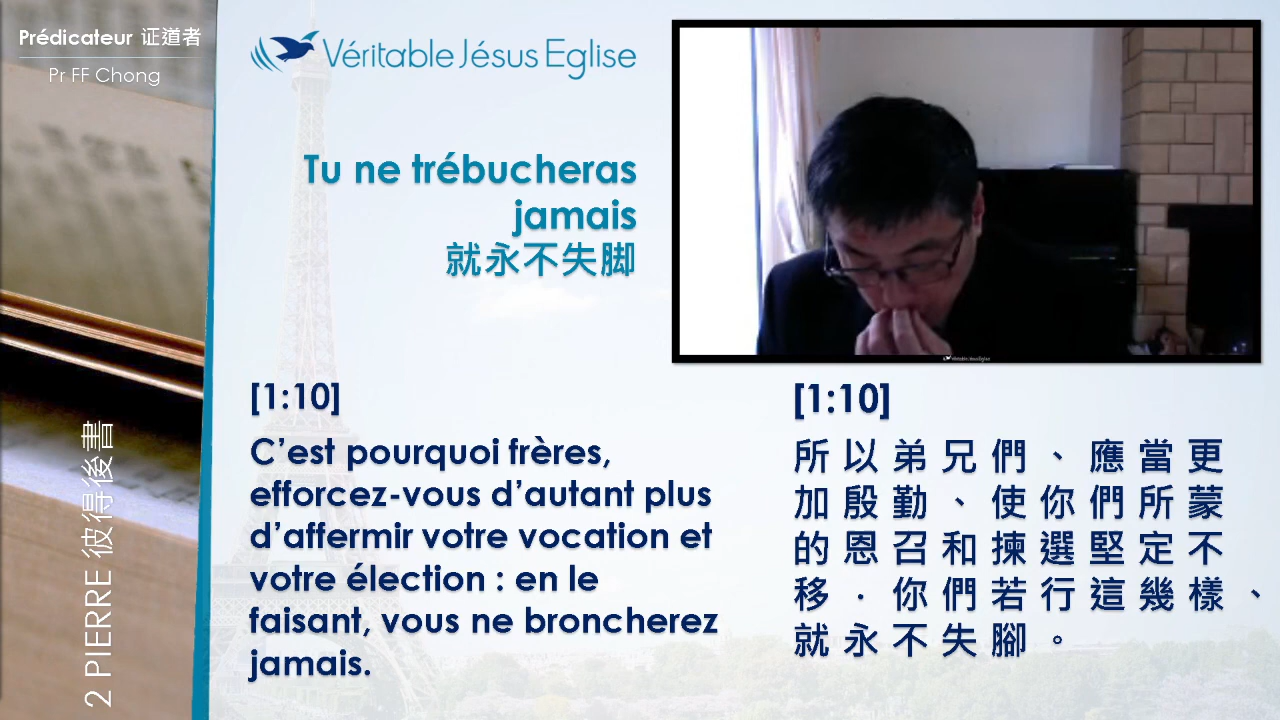 Prédicateur 证道者
Pr FF Chong
Véritable Jésus Eglise
Tu ne trébucheras
jamais
就永不失脚
[1:10]
C’est pourquoi frères,
efforcez-vous d’autant plus
d’affermir votre vocation et
votre élection : en le
faisant, vous ne broncherez
jamais.
[1:10]
所以弟兄們、應當更
加殷勤、使你們所蒙
的恩召和揀選堅定不
移．你們若行這幾樣、
就永不失腳。
2 PIERRE 彼得後書
Véritable Jésus Eglise